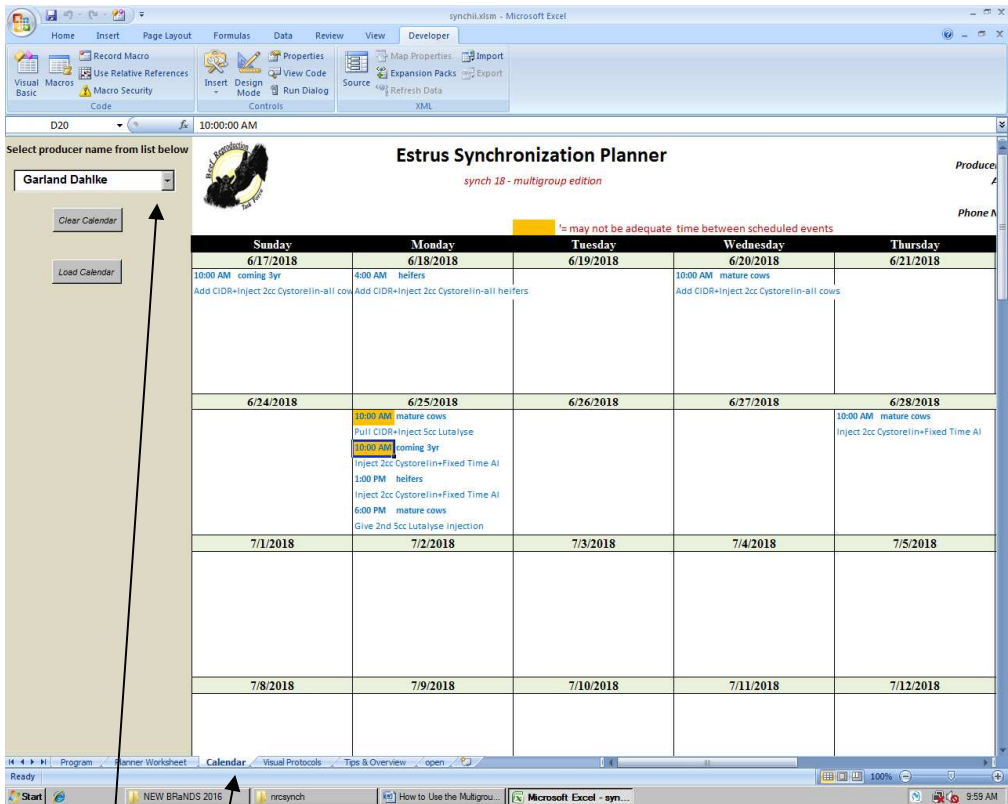 synchii.xlsm - Microsoft Excel
Home Insert Page Layout Formulas Data Review View Developer
Visual Basic
Macros
Record Macro
Use Relative References
Macro Security
Code
Insert
Design Mode
Properties
View Code
Run Dialog
Controls
Source
Map Properties
Expansion Packs
Refresh Data
Import
Export
XML
D20 fx 10:00:00 AM
Select producer name from list below
Garland Dahlke
Clear Calendar
Load Calendar
Beef Reproduction
Task Force
Estrus Synchronization Planner
synch 18 - multigroup edition
Produce
A
Phone N
'= may not be adequate time between scheduled events
Sunday Monday Tuesday Wednesday Thursday
6/17/2018 6/18/2018 6/19/2018 6/20/2018 6/21/2018
10:00 AM coming 3yr 4:00 AM heifers 10:00 AM mature cows
Add CIDR+Inject 2cc Cystorelin-all cow Add CIDR+Inject 2cc Cystorelin-all heifers Add CIDR+Inject 2cc Cystorelin-all cows
6/24/2018 6/25/2018 6/26/2018 6/27/2018 6/28/2018
10:00 AM mature cows 10:00 AM mature cows
Pull CIDR+Inject 5cc Lutalyse Inject 2cc Cystorelin+Fixed Time AI
10:00 AM coming 3yr
Inject 2cc Cystorelin+Fixed Time AI
1:00 PM heifers
Inject 2cc Cystorelin+Fixed Time AI
6:00 PM mature cows
Give 2nd 5cc Lutalyse injection
7/1/2018 7/2/2018 7/3/2018 7/4/2018 7/5/2018
7/8/2018 7/9/2018 7/10/2018 7/11/2018 7/12/2018
Program Planner Worksheet Calendar Visual Protocols Tips & Overview open
Ready 100%
Start NEW BRaNDS 2016 nrcsynch How to Use the Multigrou... Microsoft Excel - syn... 9:59 AM